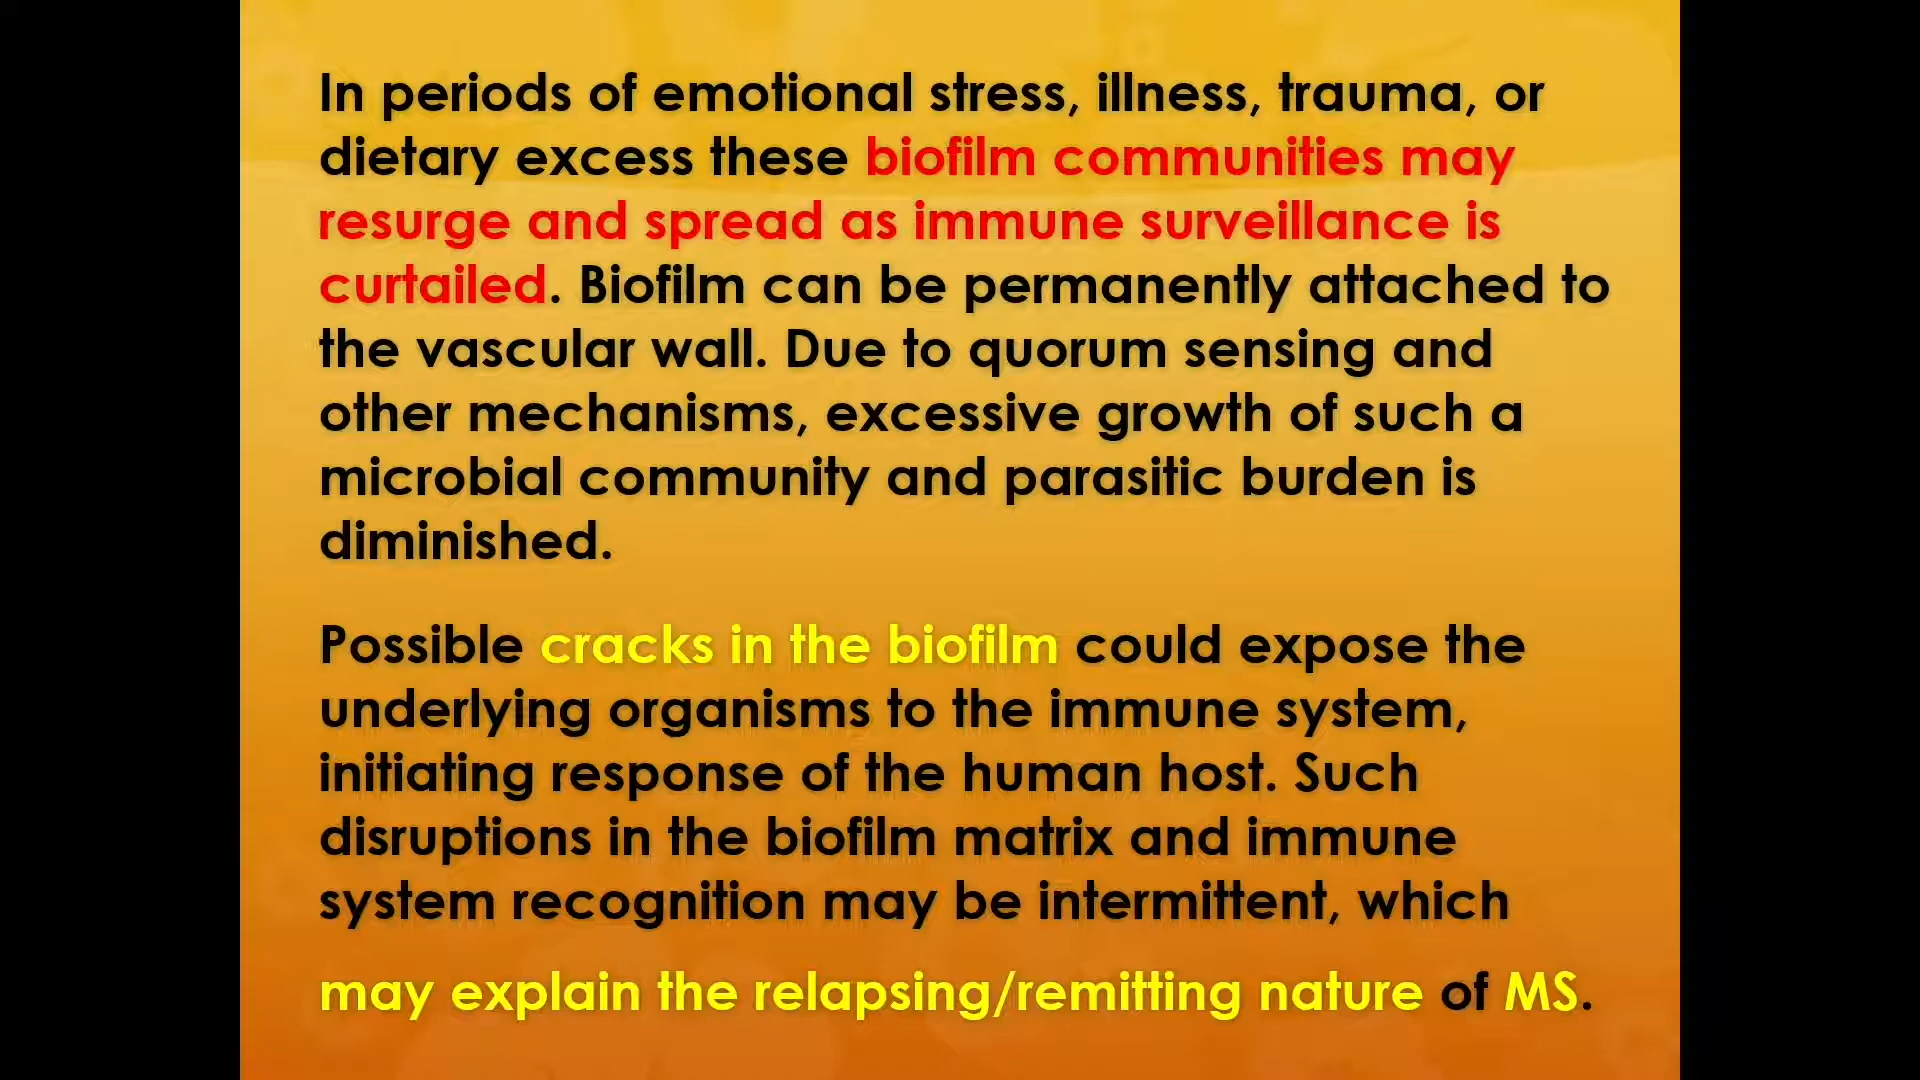 In periods of emotional stress, illness, trauma, or
dietary excess these biofilm communities may
resurge and spread as immune surveillance is
curtailed. Biofilm can be permanently attached to
the vascular wall. Due to quorum sensing and
other mechanisms, excessive growth of such a
microbial community and parasitic burden is
diminished.
Possible cracks in the biofilm could expose the
underlying organisms to the immune system,
initiating response of the human host. Such
disruptions in the biofilm matrix and immune
system recognition may be intermittent, which
may explain the relapsing/remitting nature of MS.